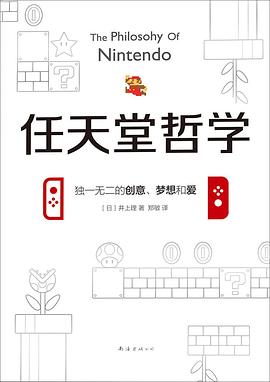 The Philosophy Of
Nintendo
任天堂哲学
独一无二的创意、梦想和爱
［日］井上理 著 郑敏 译
南海出版公司